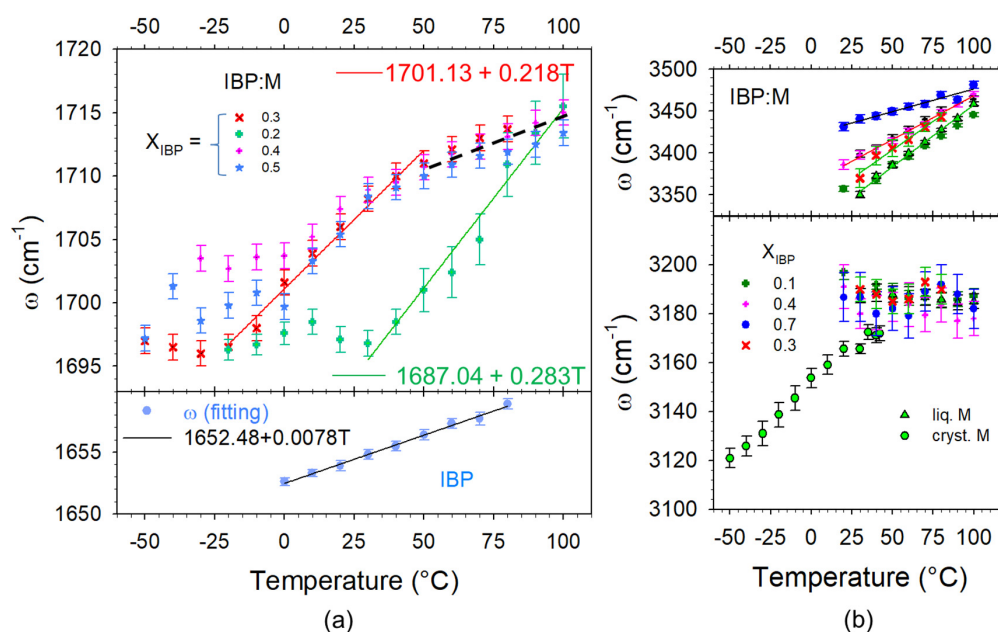 -50 -25 0 25 50 75 100
1720
1715
1710
1705
1700
1695
ω (cm-1)
IBP:M
XIBP =
0.3
0.2
0.4
0.5
1701.13 + 0.218T
1687.04 + 0.283T
1655
1650
ω (fitting)
1652.48+0.0078T
IBP
-50 -25 0 25 50 75 100
Temperature (°C)
(a)
-50 -25 0 25 50 75 100
3500
3450
3400
3350
ω (cm-1)
IBP:M
3200
3180
3160
3140
3120
3100
ω (cm-1)
XIBP
0.1
0.4
0.7
0.3
liq. M
cryst. M
-50 -25 0 25 50 75 100
Temperature (°C)
(b)